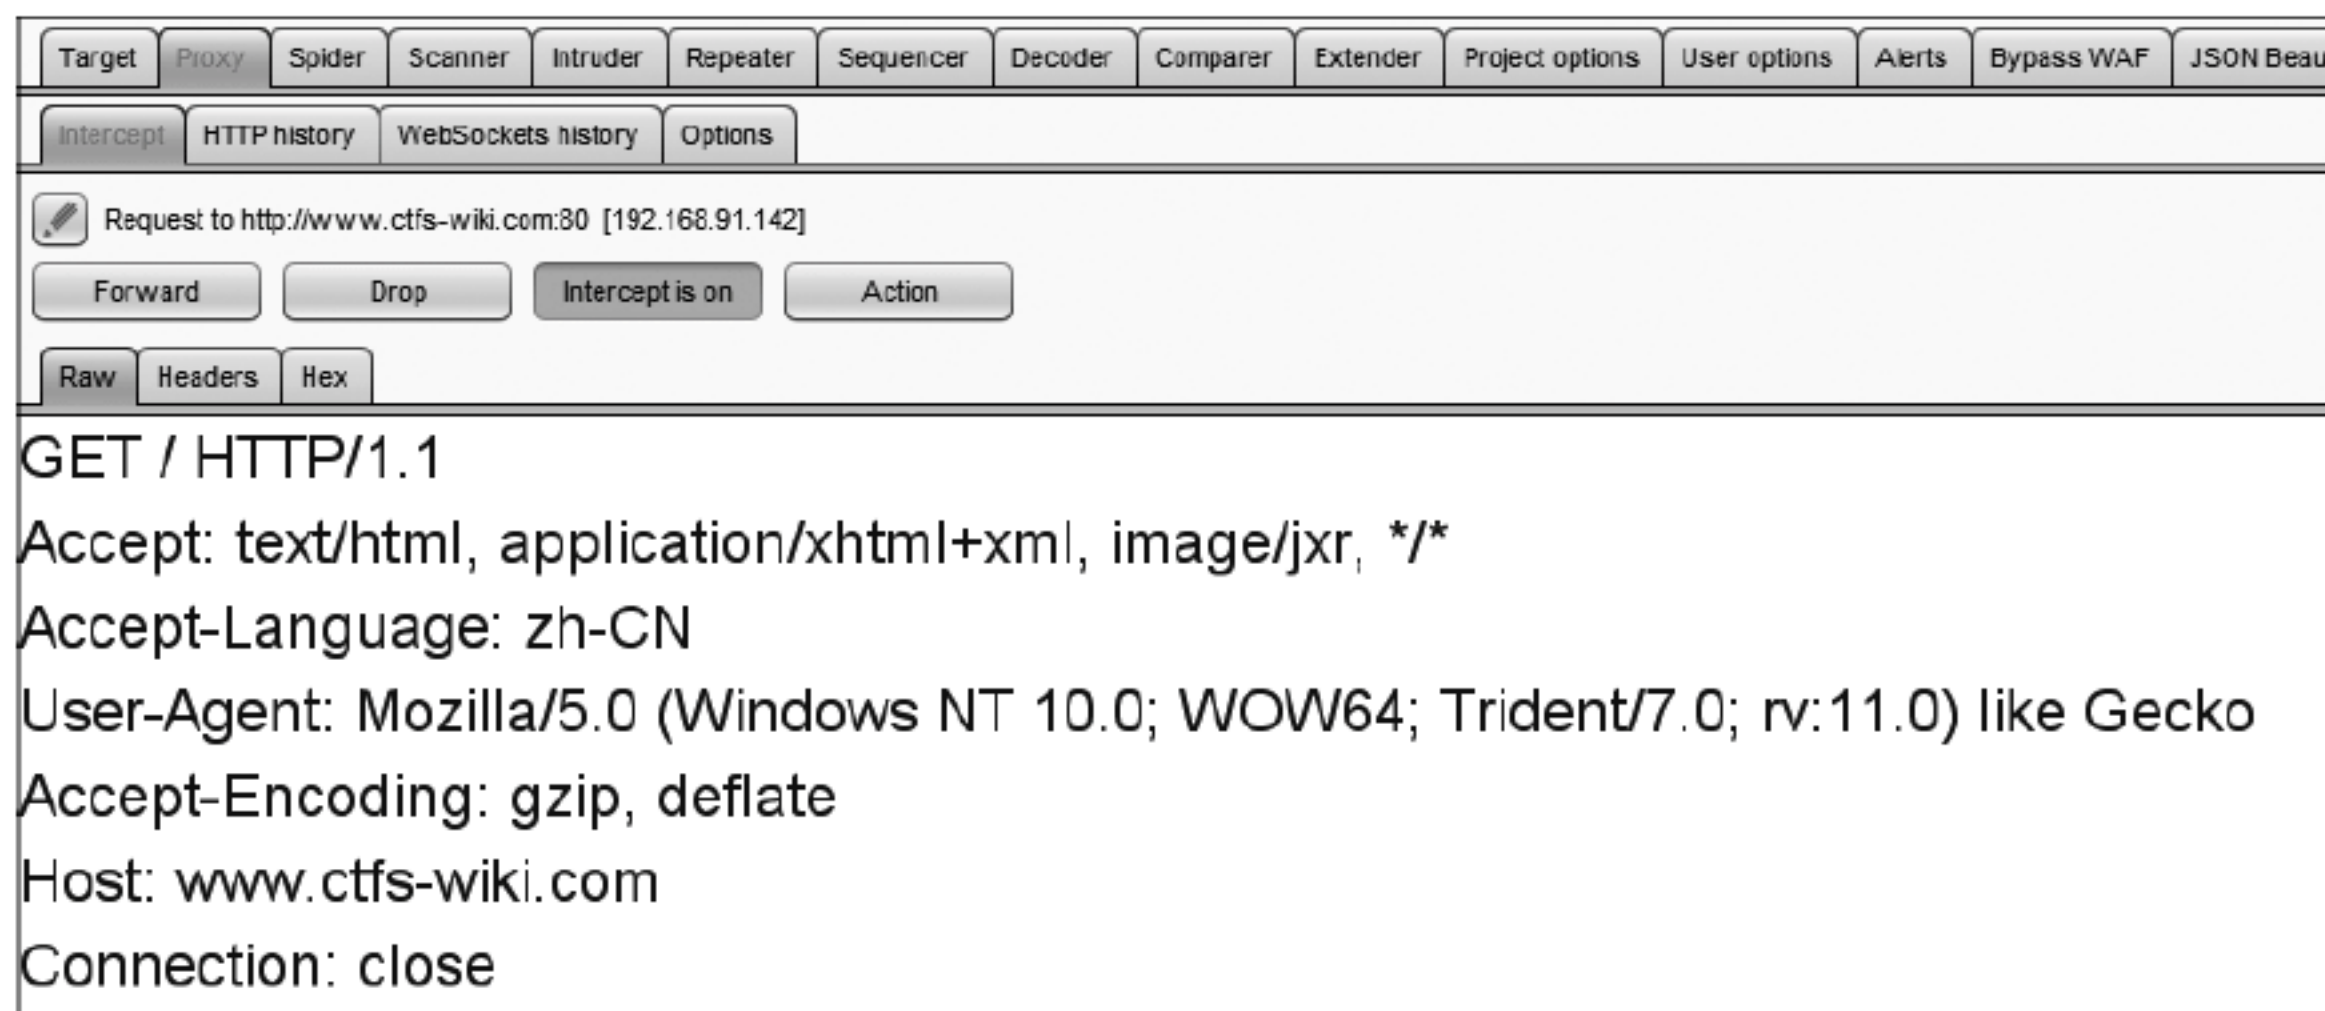 Target Proxy Spider Scanner Intruder Repeater Sequencer Decoder Comparer Extender Project options User options Alerts Bypass WAF JSON Beau
Intercept HTTP history WebSockets history Options
Request to http://www.ctfs-wiki.com:80 [192.168.91.142]
Forward Drop Intercept is on Action
Raw Headers Hex
GET / HTTP/1.1
Accept: text/html, application/xhtml+xml, image/jxr, */*
Accept-Language: zh-CN
User-Agent: Mozilla/5.0 (Windows NT 10.0; WOW64; Trident/7.0; rv:11.0) like Gecko
Accept-Encoding: gzip, deflate
Host: www.ctfs-wiki.com
Connection: close